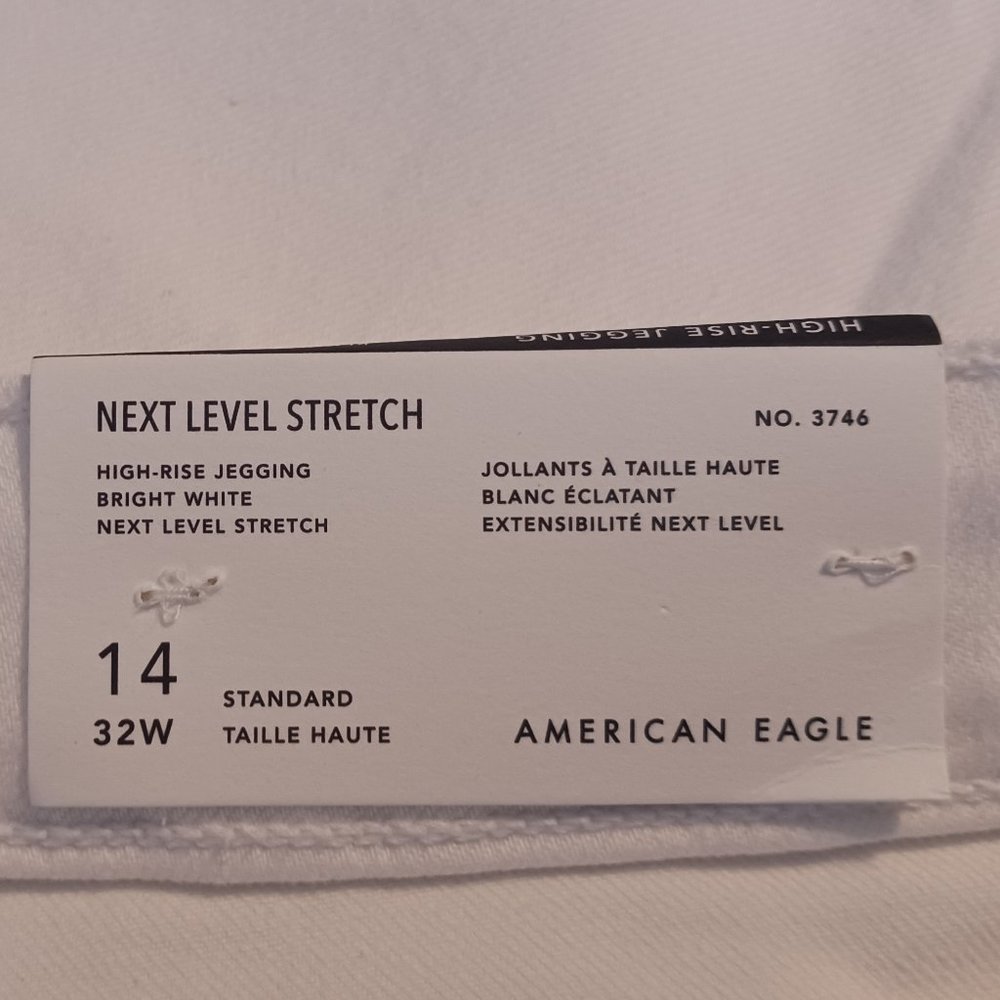 HIGH-RISE JEGGING
NEXT LEVEL STRETCH
NO. 3746
HIGH-RISE JEGGING
BRIGHT WHITE
NEXT LEVEL STRETCH
JOLLANTS À TAILLE HAUTE
BLANC ÉCLATANT
EXTENSIBILITÉ NEXT LEVEL
14
32W
STANDARD
TAILLE HAUTE
AMERICAN EAGLE